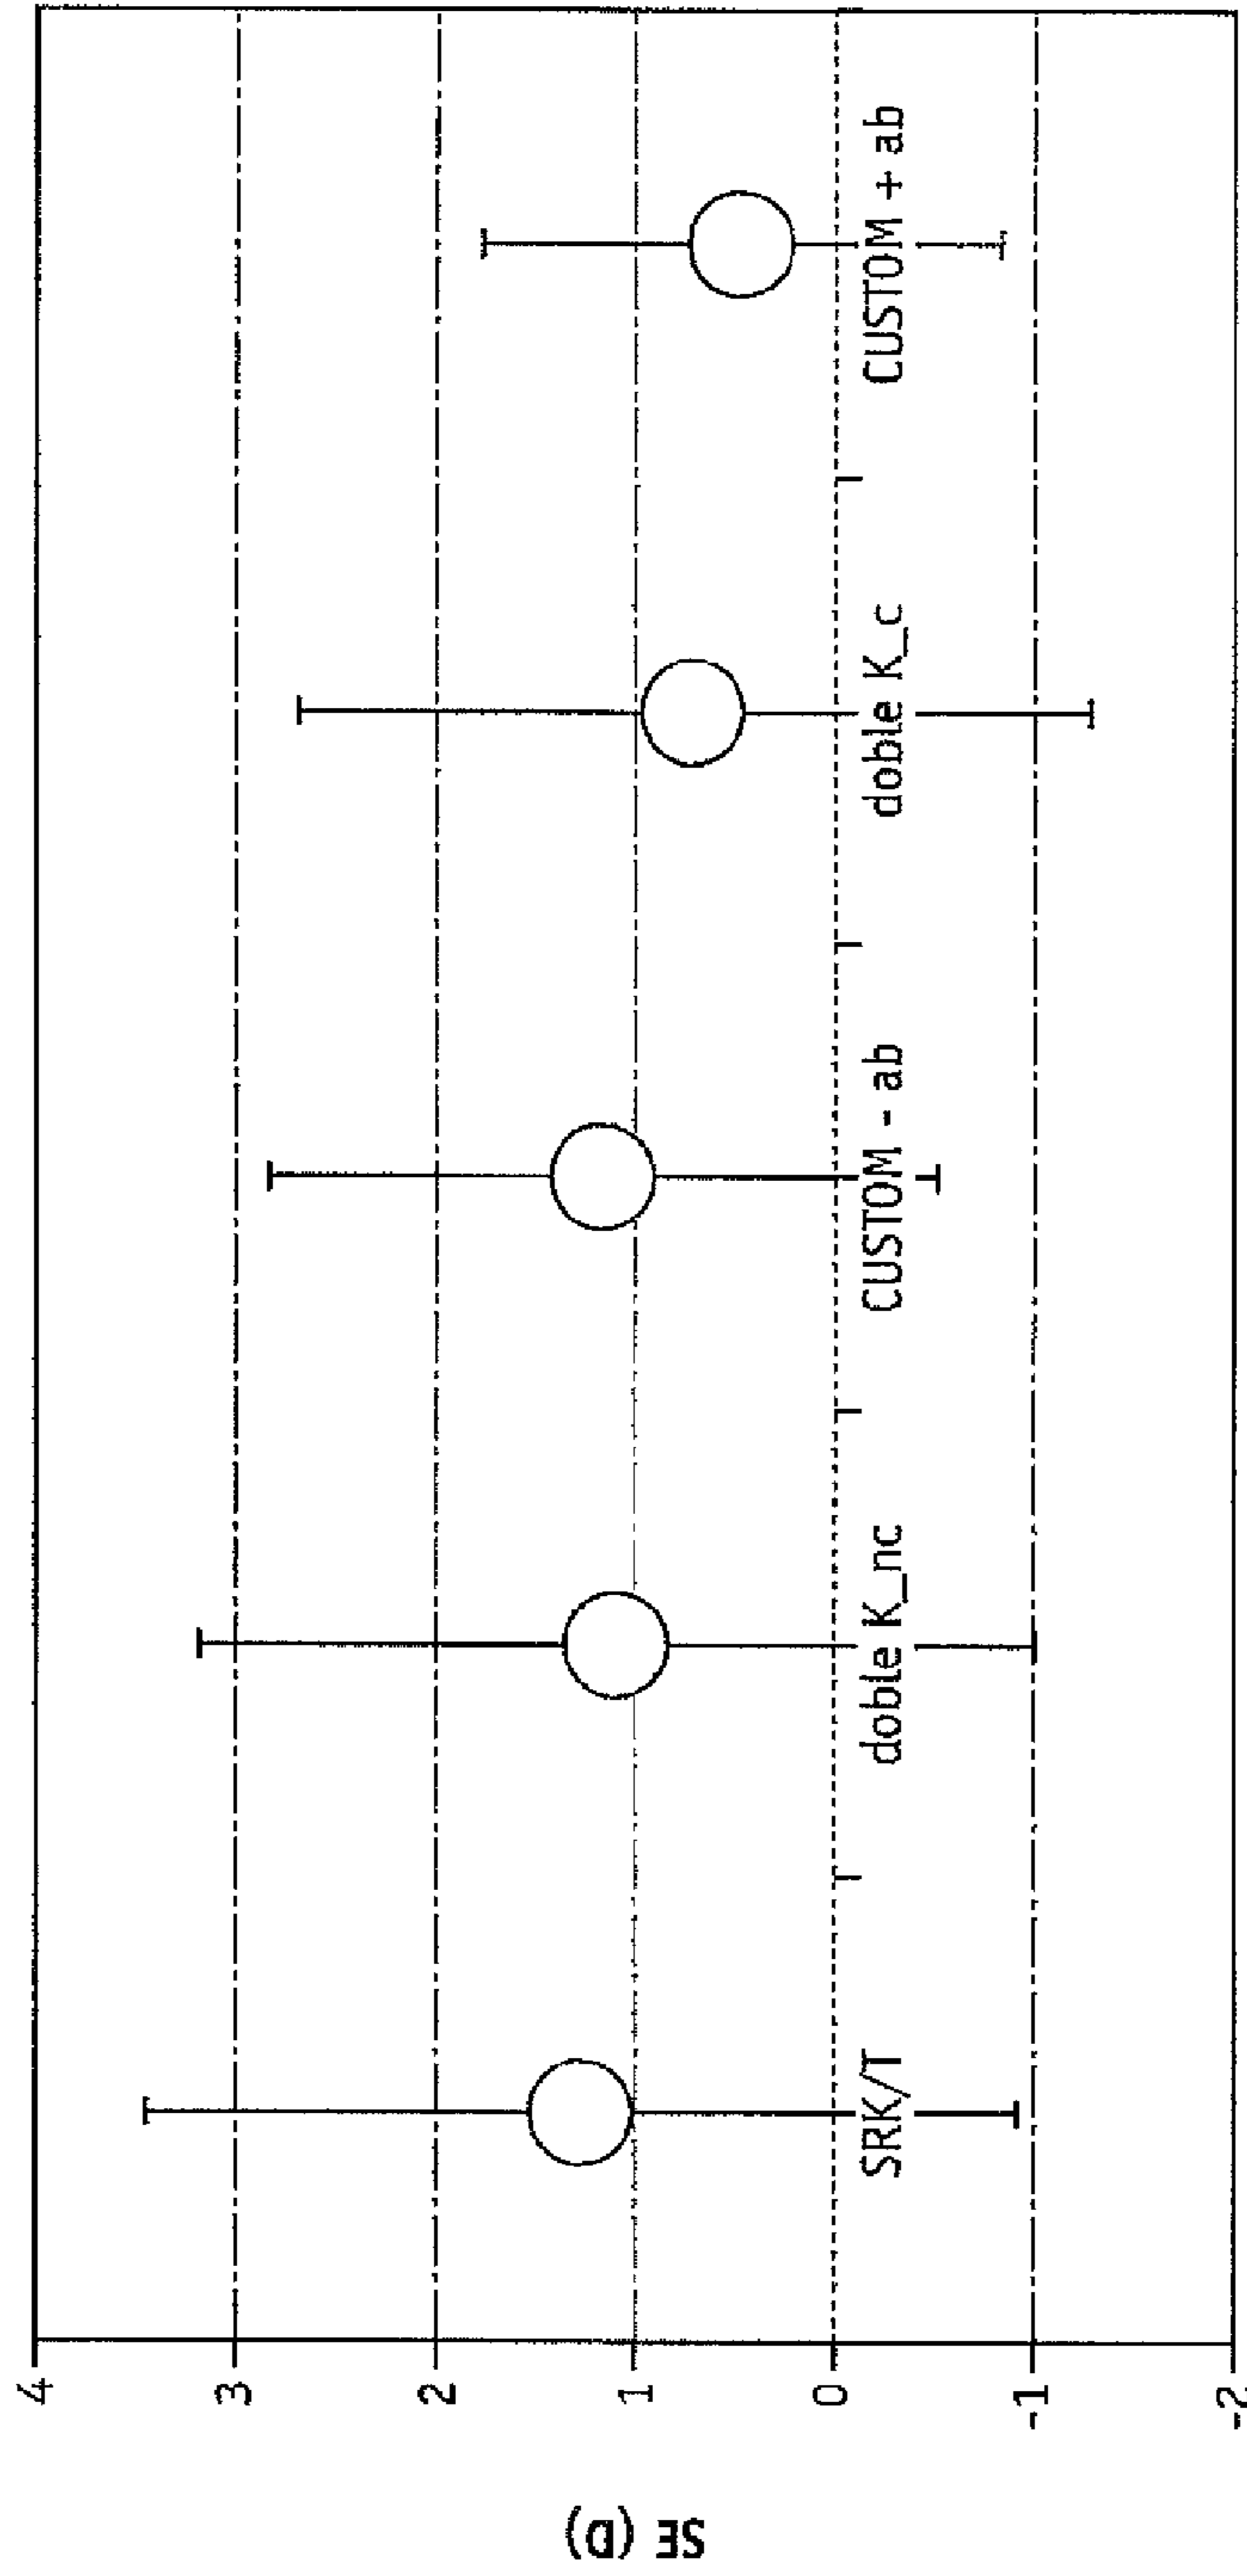 SE (D)
4
3
2
1
0
-1
-2
SRK/T
doble K_nc
CUSTOM - ab
doble K_c
CUSTOM + ab